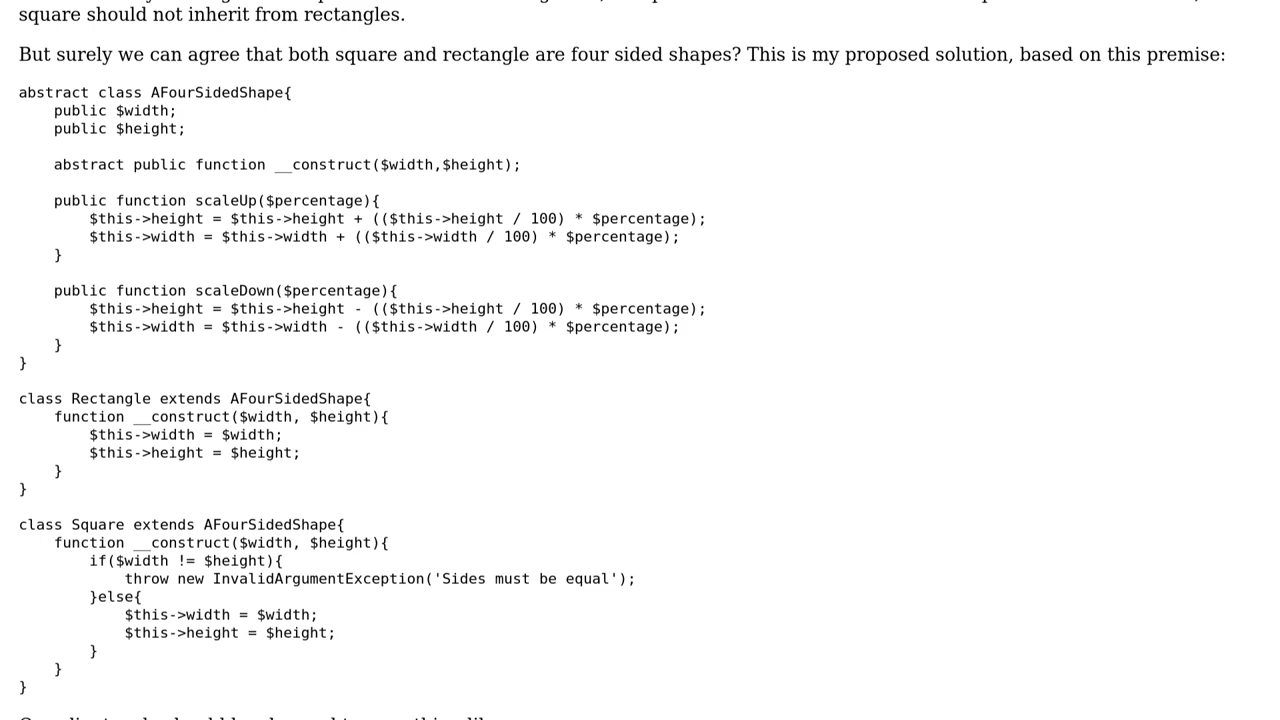 square should not inherit from rectangles.
But surely we can agree that both square and rectangle are four sided shapes? This is my proposed solution, based on this premise:
abstract class AFourSidedShape{
    public $width;
    public $height;

    abstract public function __construct($width,$height);

    public function scaleUp($percentage){
        $this->height = $this->height + (($this->height / 100) * $percentage);
        $this->width = $this->width + (($this->width / 100) * $percentage);
    }

    public function scaleDown($percentage){
        $this->height = $this->height - (($this->height / 100) * $percentage);
        $this->width = $this->width - (($this->width / 100) * $percentage);
    }
}

class Rectangle extends AFourSidedShape{
    function __construct($width, $height){
        $this->width = $width;
        $this->height = $height;
    }
}

class Square extends AFourSidedShape{
    function __construct($width, $height){
        if($width != $height){
            throw new InvalidArgumentException('Sides must be equal');
        }else{
            $this->width = $width;
            $this->height = $height;
        }
    }
}